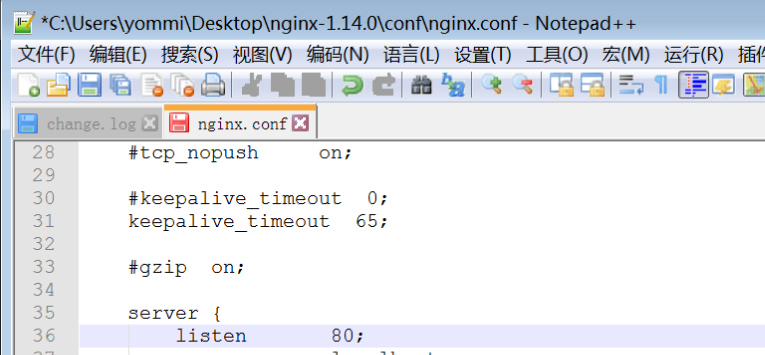 *C:\Users\yommi\Desktop\nginx-1.14.0\conf\nginx.conf - Notepad++
文件(F) 编辑(E) 搜索(S) 视图(V) 编码(N) 语言(L) 设置(T) 工具(O) 宏(M) 运行(R) 插件
change.log nginx.conf
28 #tcp_nopush on;
29
30 #keepalive_timeout 0;
31 keepalive_timeout 65;
32
33 #gzip on;
34
35 server {
36 listen 80;